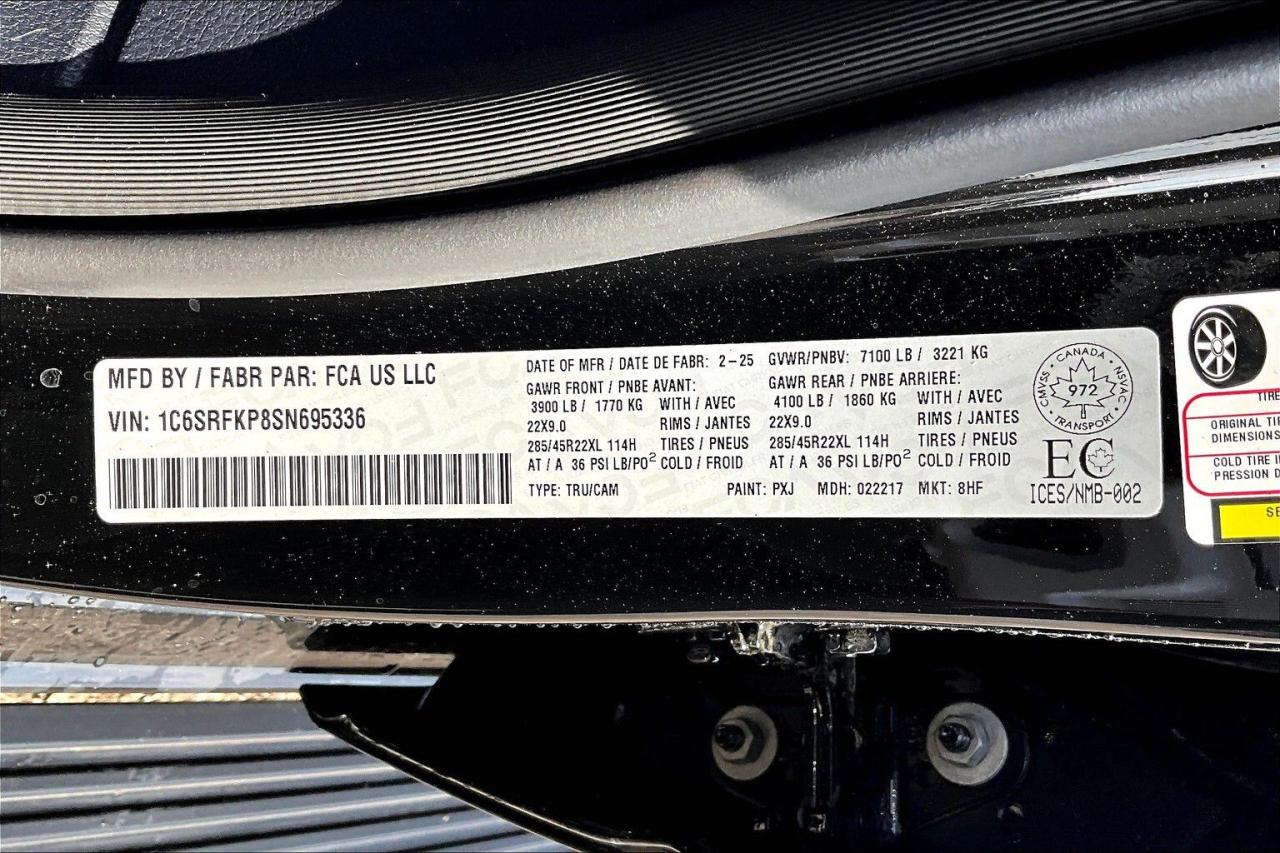 MFD BY / FABR PAR: FCA US LLC
VIN: 1C6SRFKP8SN695336
DATE OF MFR / DATE DE FABR: 2-25 GVWR/PNBV: 7100 LB / 3221 KG
GAWR FRONT / PNBE AVANT: GAWR REAR / PNBE ARRIERE:
3900 LB / 1770 KG WITH / AVEC 4100 LB / 1860 KG WITH / AVEC
22X9.0 RIMS / JANTES 22X9.0 RIMS / JANTES
285/45R22XL 114H TIRES / PNEUS 285/45R22XL 114H TIRES / PNEUS
AT / A 36 PSI LB/PO² COLD / FROID AT / A 36 PSI LB/PO² COLD / FROID
TYPE: TRU/CAM PAINT: PXJ MDH: 022217 MKT: 8HF
CANADA
CMVSS 972 NSVAC
TRANSPORT
EC
ICES/NMB-002
TIRE
ORIGINAL
DIMENSIONS
COLD TIRE
PRESSION